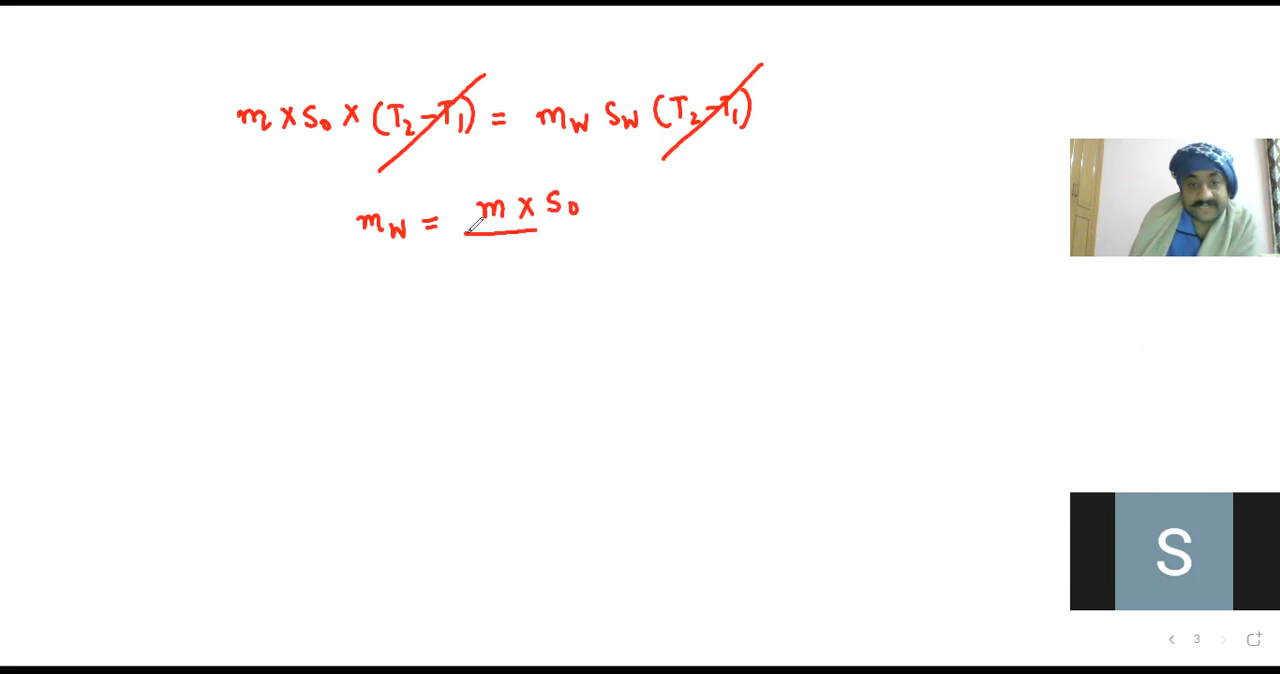 m × S₀ × (T₂ - T₁) = m_W S_W (T₂ - T₁)
m_W = m × S₀
S
3